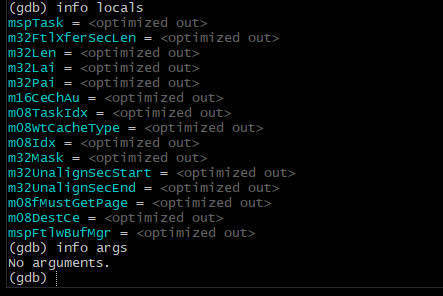 (gdb) info locals
mspTask = <optimized out>
m32FtlXferSecLen = <optimized out>
m32Len = <optimized out>
m32Lai = <optimized out>
m32Pai = <optimized out>
m16CeChAu = <optimized out>
m08TaskIdx = <optimized out>
m08WtCacheType = <optimized out>
m08Idx = <optimized out>
m32Mask = <optimized out>
m32UnalignSecStart = <optimized out>
m32UnalignSecEnd = <optimized out>
m08fMustGetPage = <optimized out>
m08DestCe = <optimized out>
mspFtlwBufMgr = <optimized out>
(gdb) info args
No arguments.
(gdb)